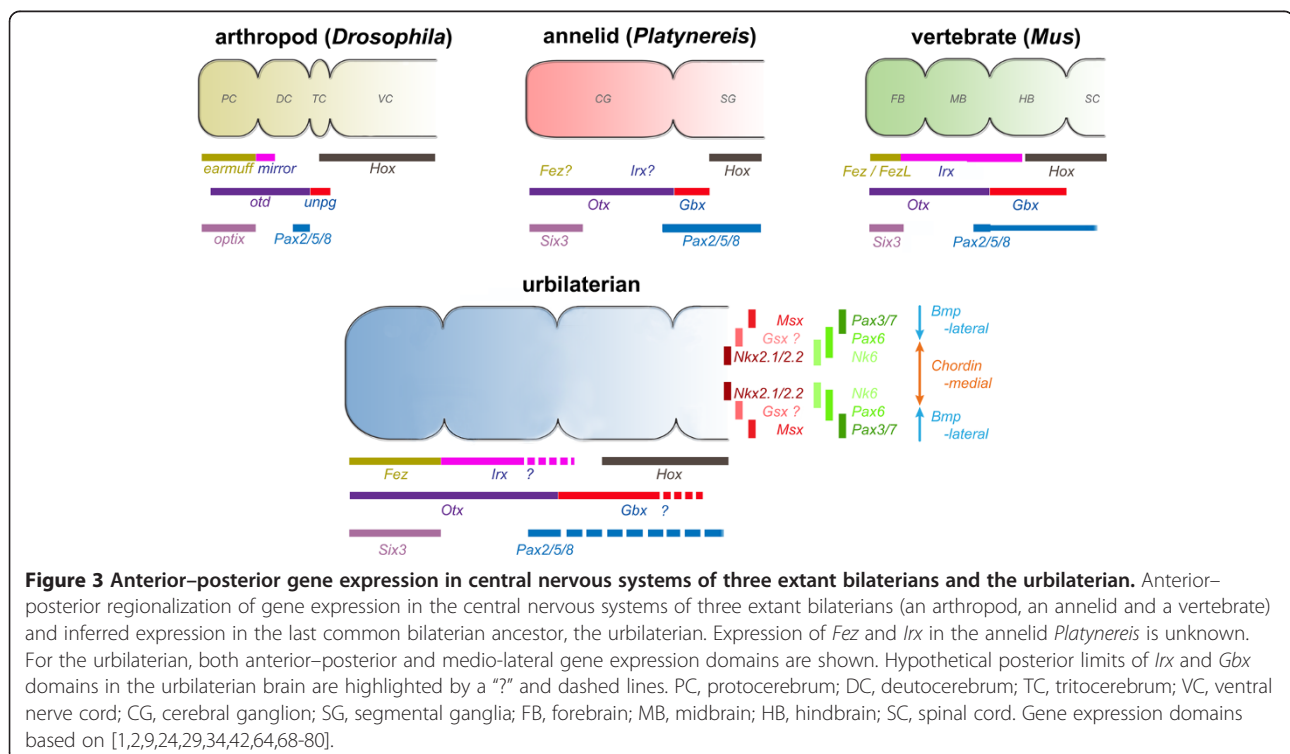 arthropod (Drosophila)
annelid (Platynereis)
vertebrate (Mus)
PC DC TC VC
CG SG
FB MB HB SC
earmuff mirror Hox
otd unpg
optix Pax2/5/8
Fez? Irx? Hox
Otx Gbx
Six3 Pax2/5/8
Fez / FezL Irx Hox
Otx Gbx
Six3 Pax2/5/8
urbilaterian
Msx Pax3/7 Bmp
Gsx ? Pax6 -lateral
Nkx2.1/2.2 Nk6
Chordin
-medial
Nkx2.1/2.2 Nk6
Gsx ? Pax6 Bmp
Msx Pax3/7 -lateral
Fez Irx ? Hox
Otx Gbx ?
Six3 Pax2/5/8
Figure 3 Anterior–posterior gene expression in central nervous systems of three extant bilaterians and the urbilaterian. Anterior–
posterior regionalization of gene expression in the central nervous systems of three extant bilaterians (an arthropod, an annelid and a vertebrate)
and inferred expression in the last common bilaterian ancestor, the urbilaterian. Expression of Fez and Irx in the annelid Platynereis is unknown.
For the urbilaterian, both anterior–posterior and medio-lateral gene expression domains are shown. Hypothetical posterior limits of Irx and Gbx
domains in the urbilaterian brain are highlighted by a “?” and dashed lines. PC, protocerebrum; DC, deutocerebrum; TC, tritocerebrum; VC, ventral
nerve cord; CG, cerebral ganglion; SG, segmental ganglia; FB, forebrain; MB, midbrain; HB, hindbrain; SC, spinal cord. Gene expression domains
based on [1,2,9,24,29,34,42,64,68-80].